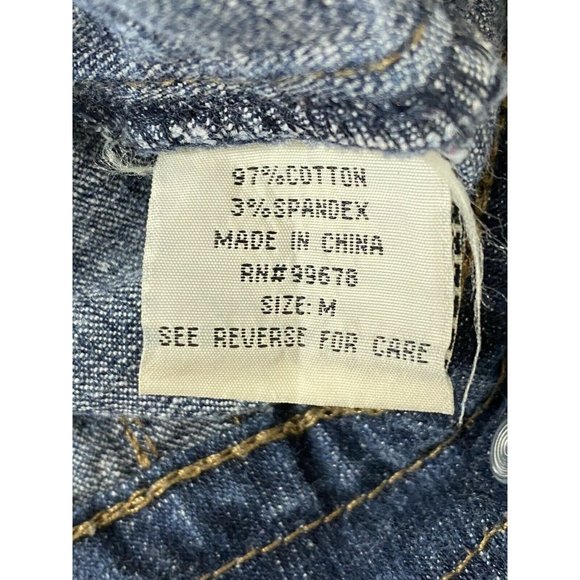 97%COTTON
3%SPANDEX
MADE IN CHINA
RN#99678
SIZE: M
SEE REVERSE FOR CARE